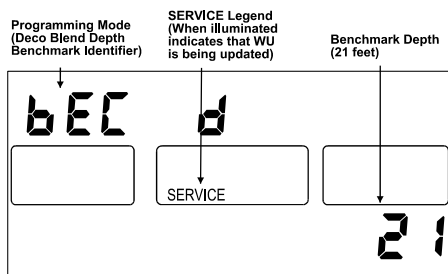 Programming Mode
(Deco Blend Depth
Benchmark Identifier)
SERVICE Legend
(When illuminated
indicates that WU
is being updated)
Benchmark Depth
(21 feet)
bEC d
SERVICE
21